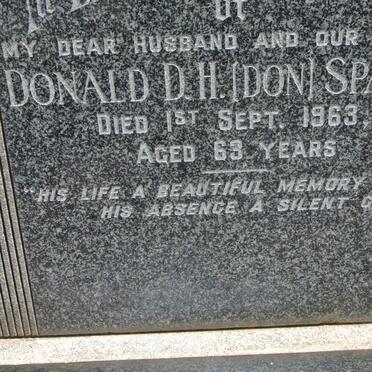 In
OF
MY DEAR HUSBAND AND OUR
DONALD D.H. [DON] SPA
DIED 1ST SEPT. 1963.
AGED 63 YEARS
"HIS LIFE A BEAUTIFUL MEMORY
HIS ABSENCE A SILENT G